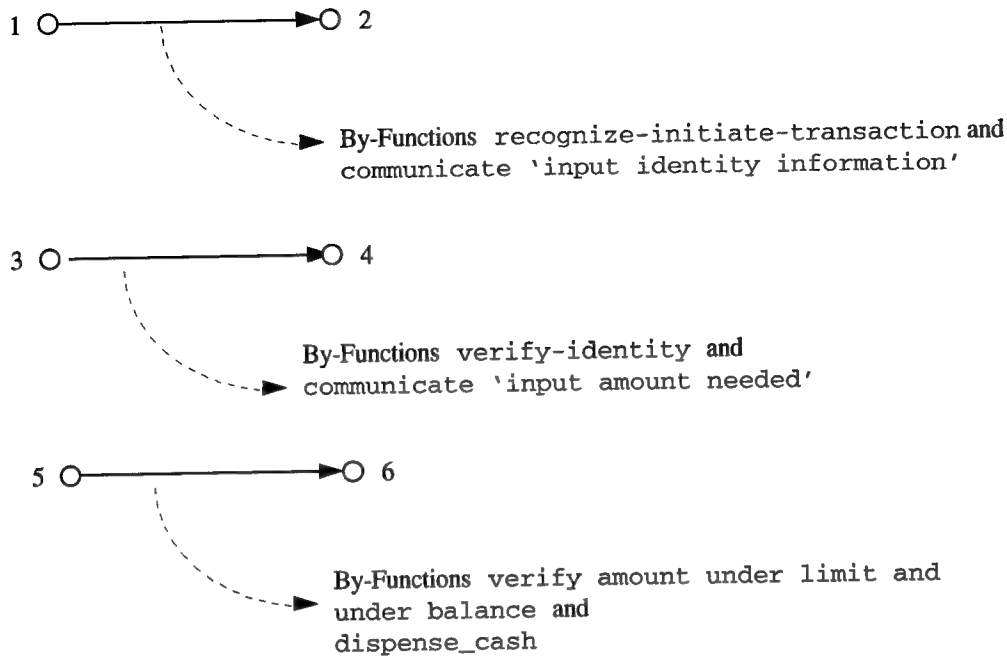 1 2
By-Functions recognize-initiate-transaction and
communicate ‘input identity information’
3 4
By-Functions verify-identity and
communicate ‘input amount needed’
5 6
By-Functions verify amount under limit and
under balance and
dispense_cash